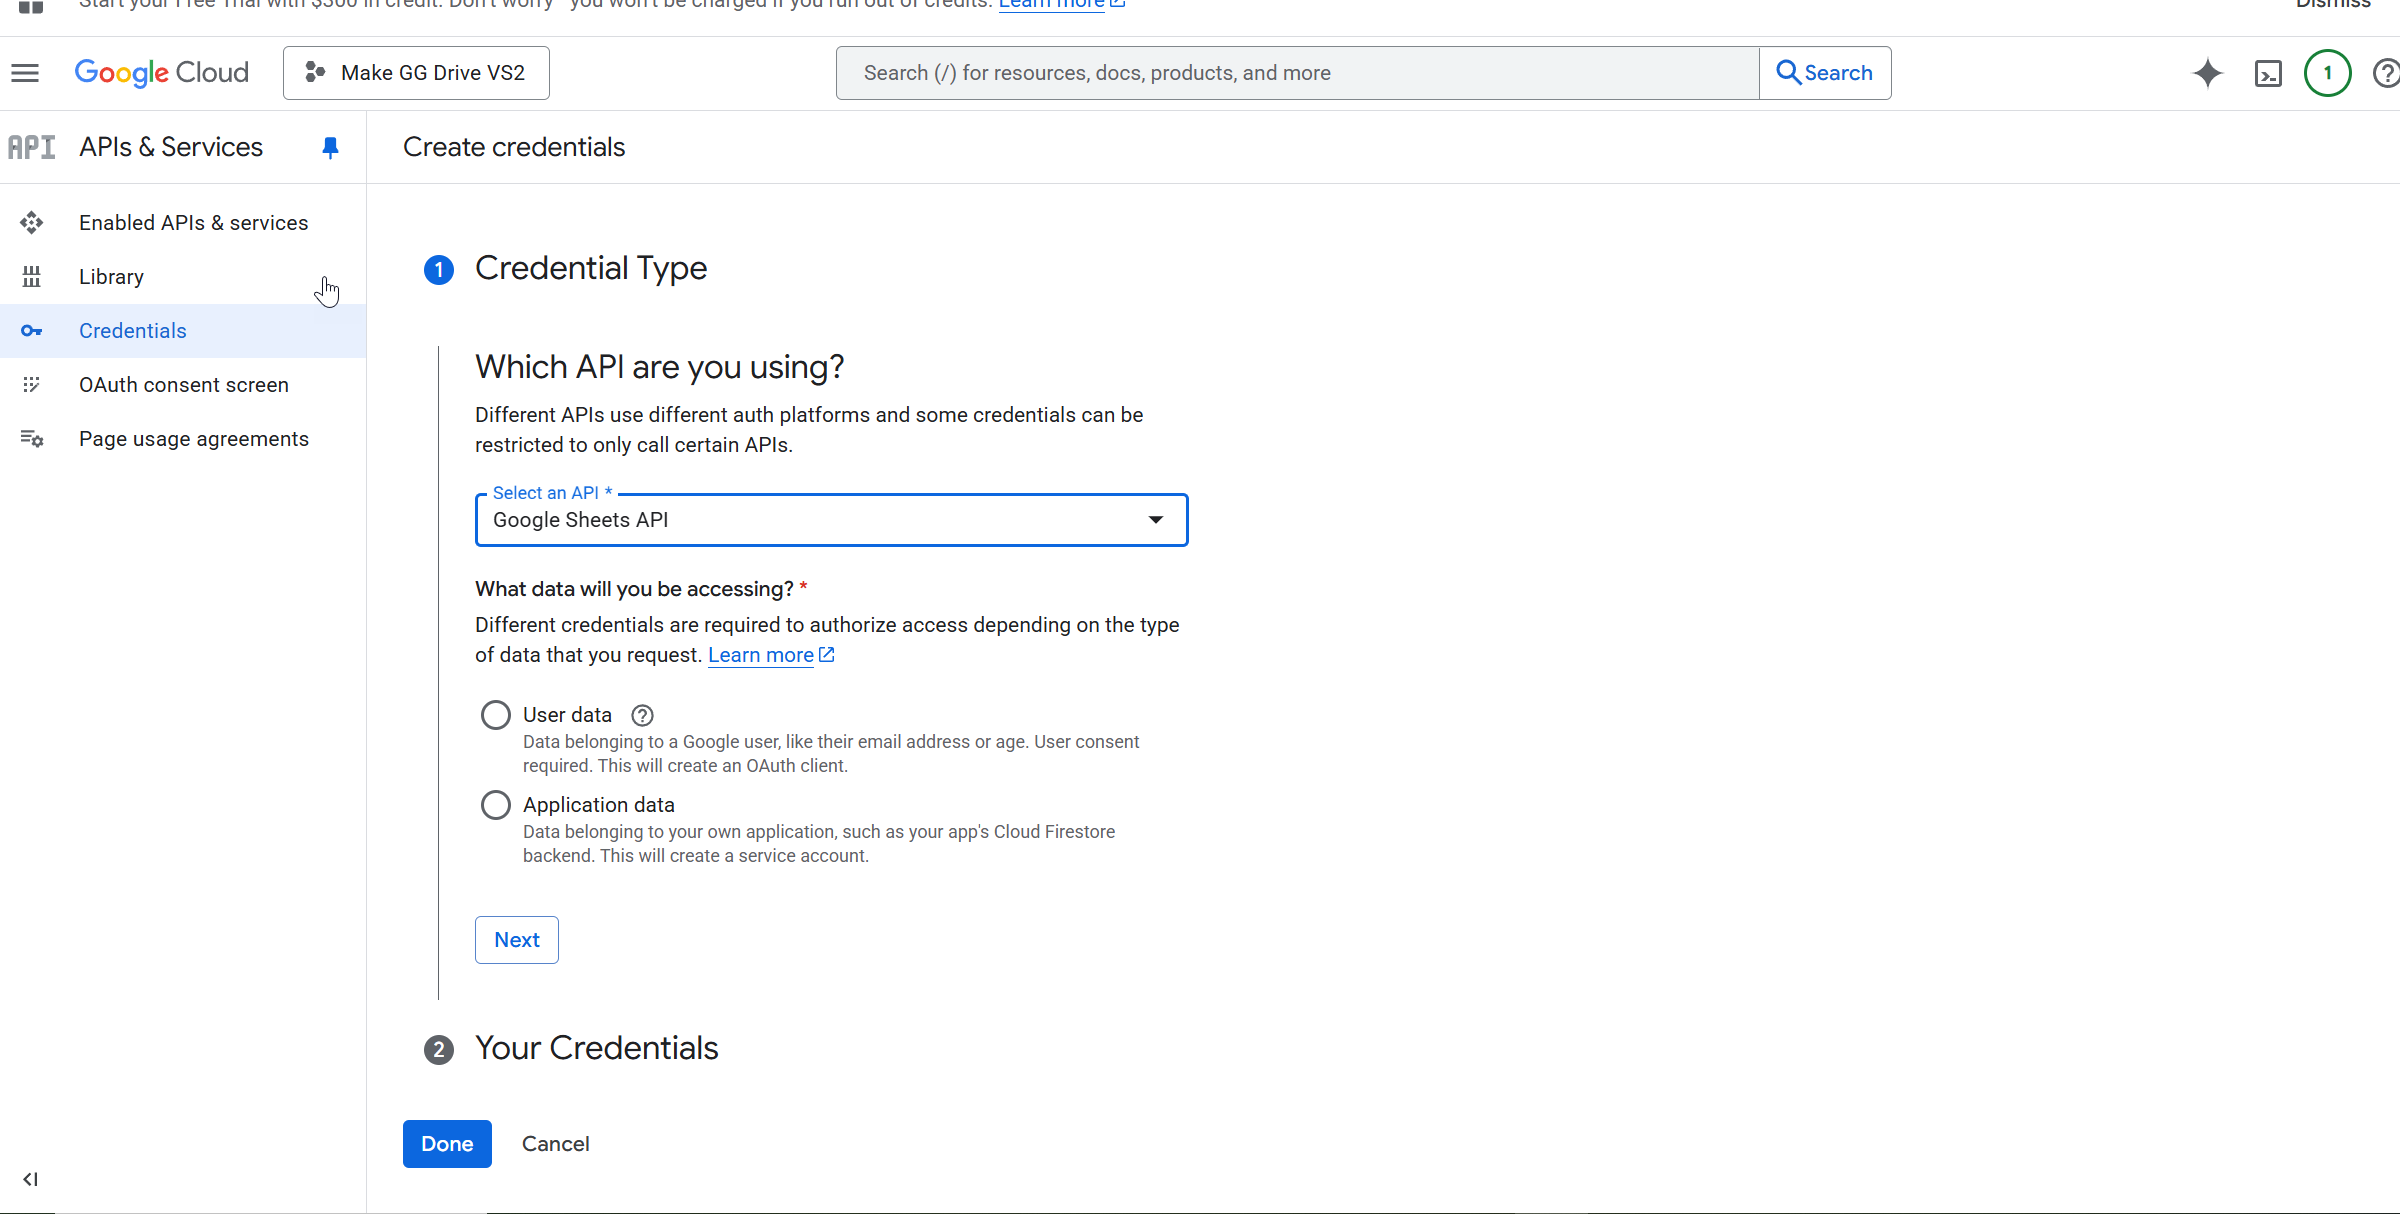 Start your Free Trial with $300 in credit. Don't worry—you won't be charged if you run out of credits. Learn more
Dismiss
Google Cloud
Make GG Drive VS2
Search (/) for resources, docs, products, and more
Search
1
API
APIs & Services
Create credentials
Enabled APIs & services
Library
Credentials
OAuth consent screen
Page usage agreements
1
Credential Type
Which API are you using?
Different APIs use different auth platforms and some credentials can be
restricted to only call certain APIs.
Select an API *
Google Sheets API
What data will you be accessing? *
Different credentials are required to authorize access depending on the type
of data that you request. Learn more
User data
Data belonging to a Google user, like their email address or age. User consent
required. This will create an OAuth client.
Application data
Data belonging to your own application, such as your app's Cloud Firestore
backend. This will create a service account.
Next
2
Your Credentials
Done
Cancel